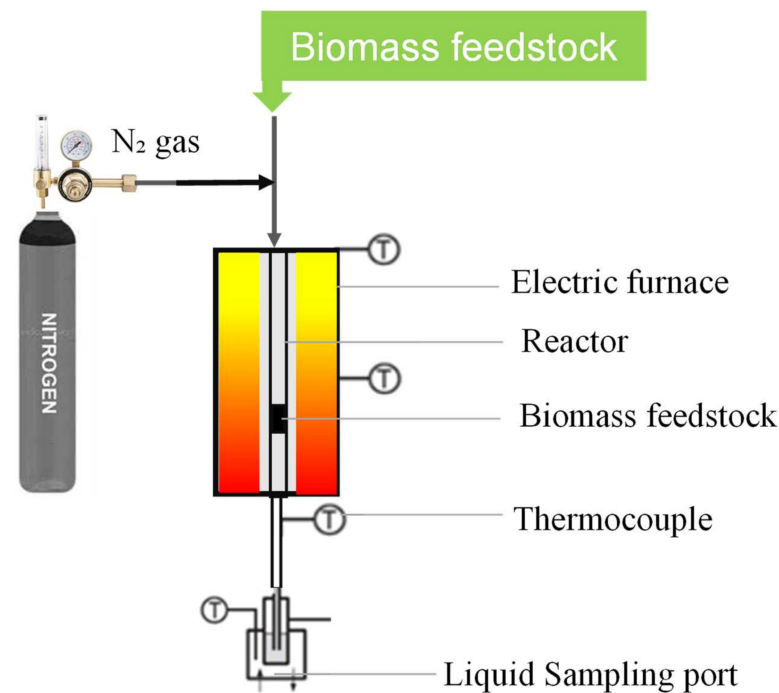 Biomass feedstock
N₂ gas
NITROGEN
T
Electric furnace
Reactor
T
Biomass feedstock
T
Thermocouple
T
Liquid Sampling port